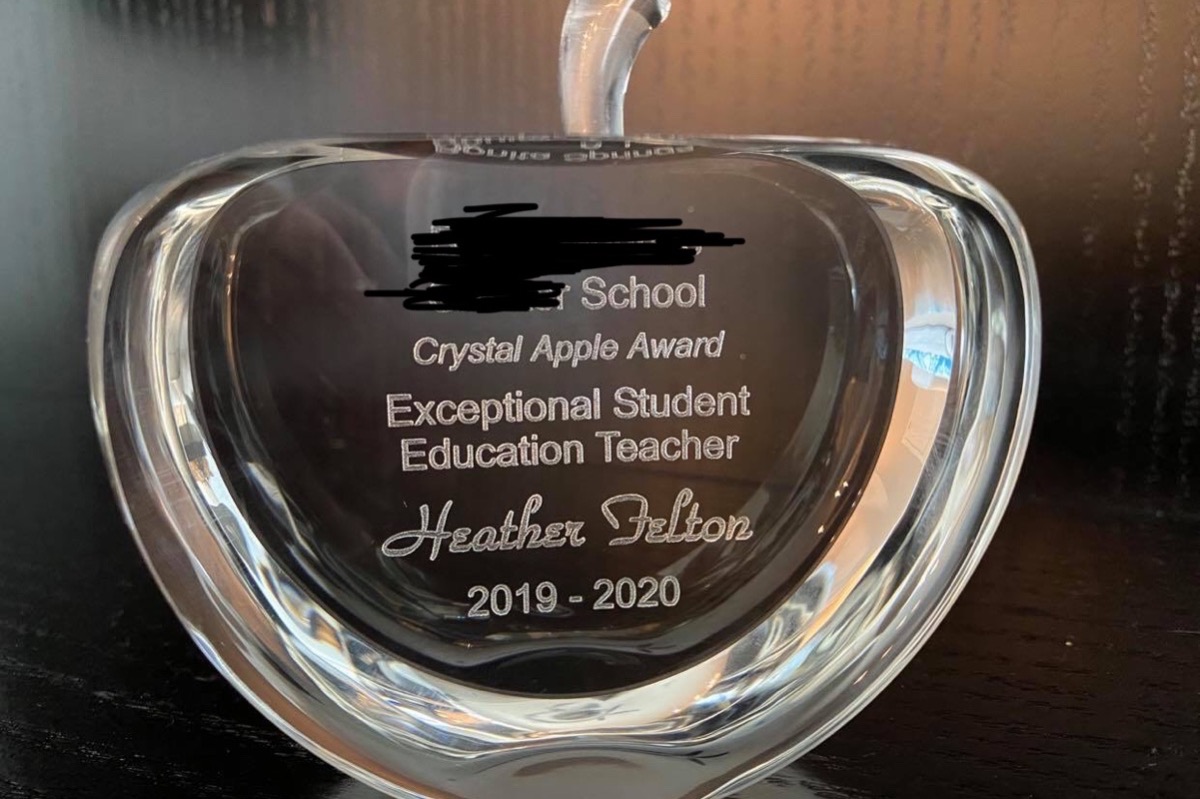 School
Crystal Apple Award
Exceptional Student
Education Teacher
Heather Felton
2019 - 2020